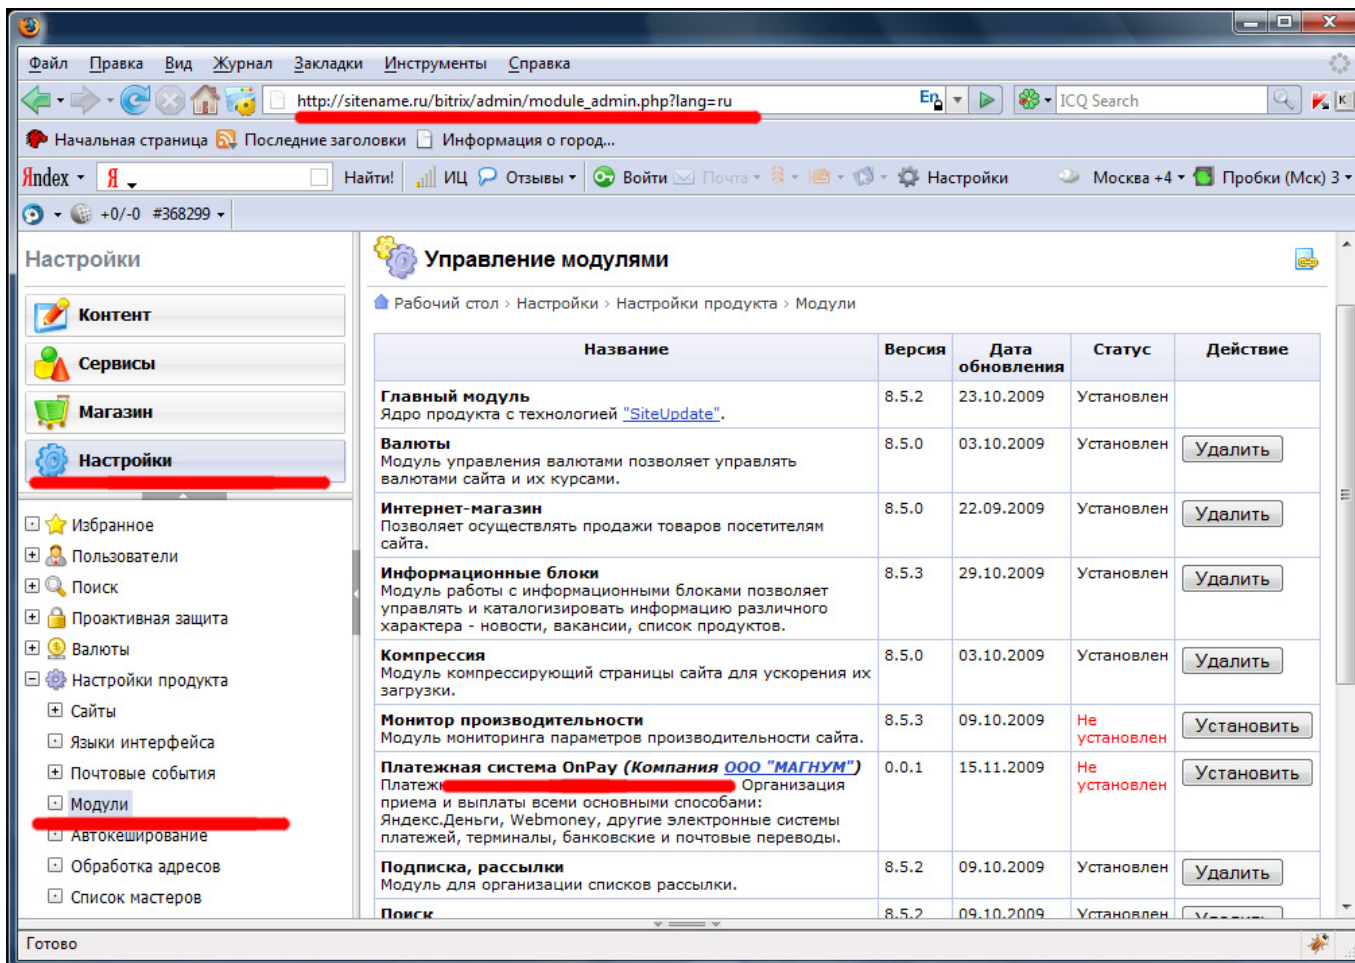 Файл Правка Вид Журнал Закладки Инструменты Справка
http://sitename.ru/bitrix/admin/module_admin.php?lang=ru
En
ICQ Search
Начальная страница Последние заголовки Информация о город...
Яndex Я Найти! ИЦ Отзывы Войти Почта Настройки Москва +4 Пробки (Мск) 3
+0/-0 #368299
Настройки
Контент
Сервисы
Магазин
Настройки
Избранное
Пользователи
Поиск
Проактивная защита
Валюты
Настройки продукта
Сайты
Языки интерфейса
Почтовые события
Модули
Автокеширование
Обработка адресов
Список мастеров
Управление модулями
Рабочий стол › Настройки › Настройки продукта › Модули
Название Версия Дата обновления Статус Действие
Главный модуль 8.5.2 23.10.2009 Установлен
Ядро продукта с технологией "SiteUpdate".
Валюты 8.5.0 03.10.2009 Установлен Удалить
Модуль управления валютами позволяет управлять
валютами сайта и их курсами.
Интернет-магазин 8.5.0 22.09.2009 Установлен Удалить
Позволяет осуществлять продажи товаров посетителям
сайта.
Информационные блоки 8.5.3 29.10.2009 Установлен Удалить
Модуль работы с информационными блоками позволяет
управлять и каталогизировать информацию различного
характера - новости, вакансии, список продуктов.
Компрессия 8.5.0 03.10.2009 Установлен Удалить
Модуль компрессирующий страницы сайта для ускорения их
загрузки.
Монитор производительности 8.5.3 09.10.2009 Не установлен Установить
Модуль мониторинга параметров производительности сайта.
Платежная система OnPay (Компания ООО "МАГНУМ") 0.0.1 15.11.2009 Не установлен Установить
Организация
приема и выплаты всеми основными способами:
Яндекс.Деньги, Webmoney, другие электронные системы
платежей, терминалы, банковские и почтовые переводы.
Подписка, рассылки 8.5.2 09.10.2009 Установлен Удалить
Модуль для организации списков рассылки.
Поиск 8.5.2 09.10.2009 Установлен
Готово